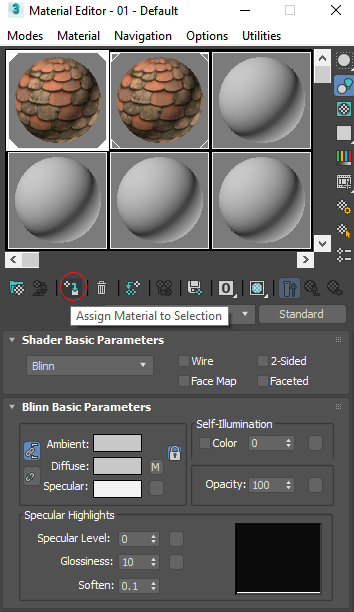 3 Material Editor - 01 - Default
Modes Material Navigation Options Utilities
0
Assign Material to Selection Standard
Shader Basic Parameters
Blinn Wire 2-Sided
Face Map Faceted
Blinn Basic Parameters
Self-Illumination
Ambient: Color 0
Diffuse: M
Specular: Opacity: 100
Specular Highlights
Specular Level: 0
Glossiness: 10
Soften: 0.1